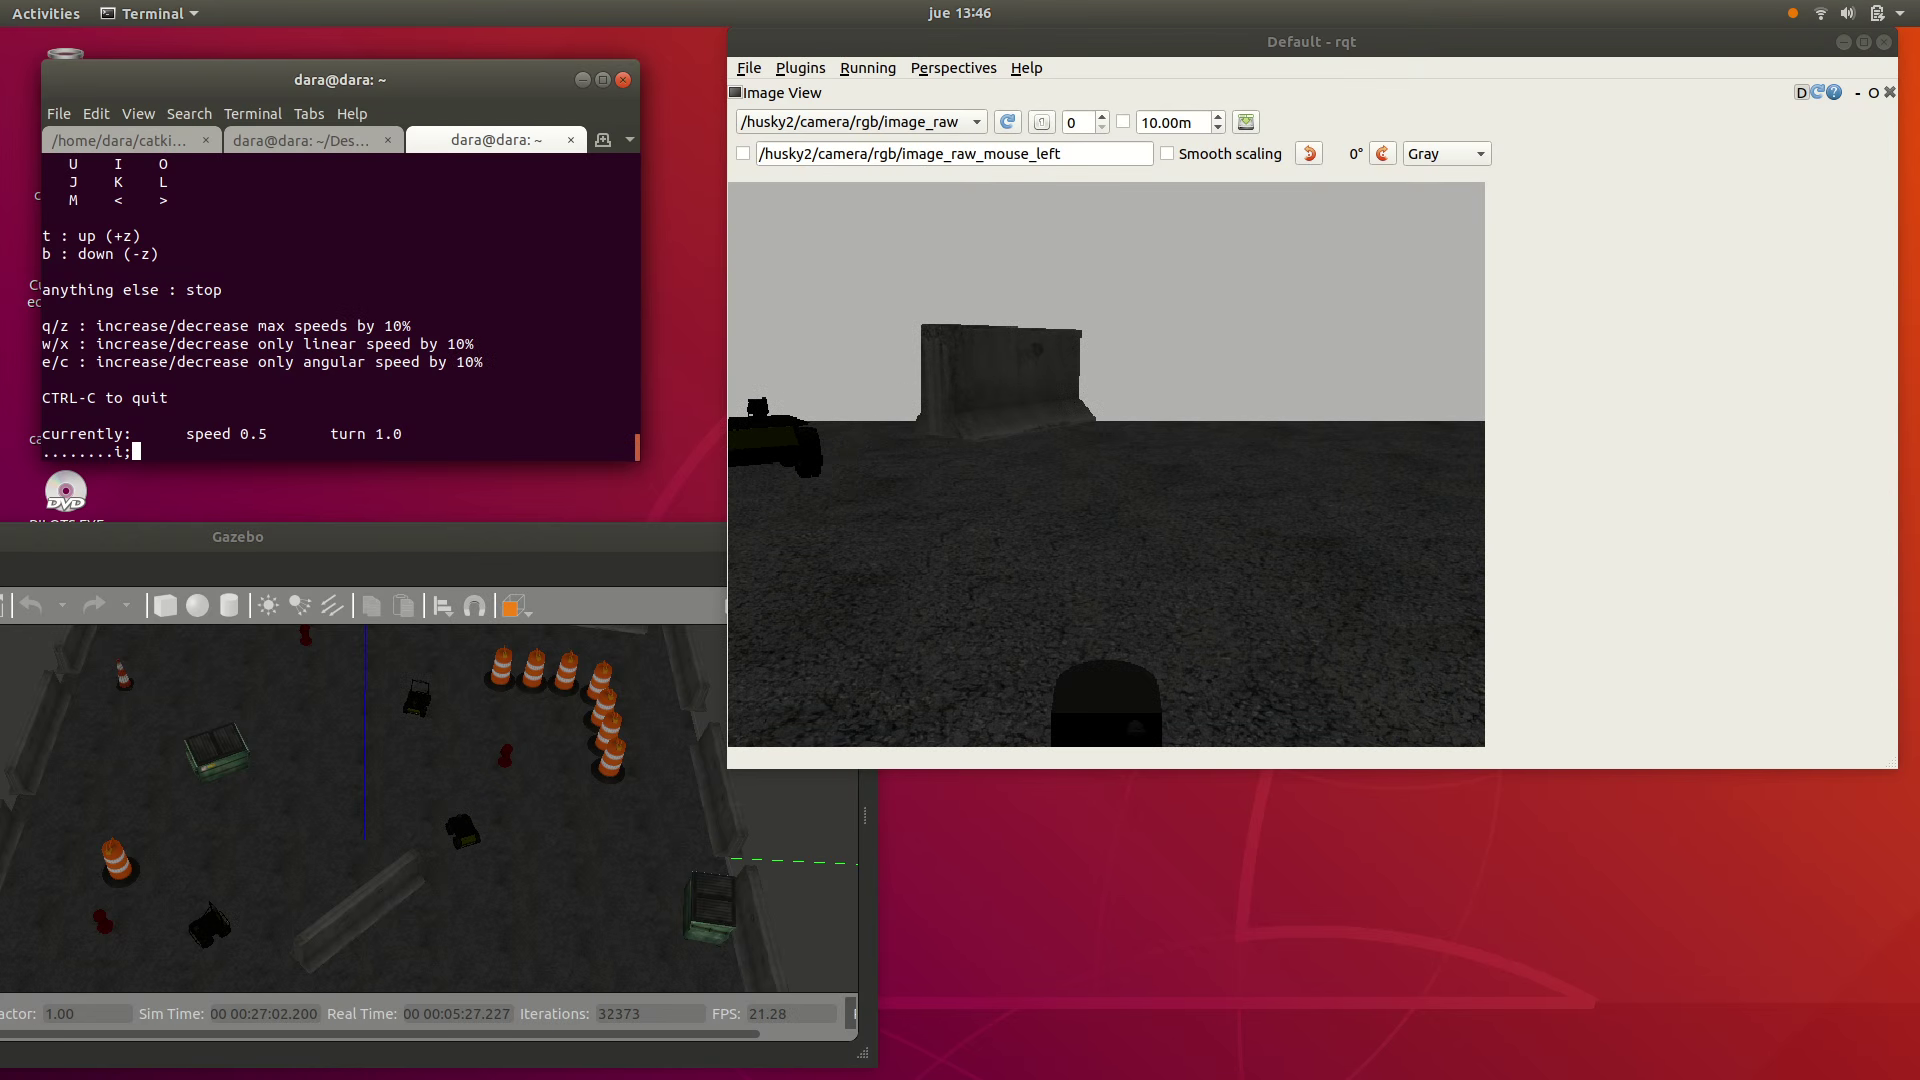 Activities
Terminal
jue 13:46
dara@dara: ~
File Edit View Search Terminal Tabs Help
/home/dara/catki... × dara@dara: ~/Des... × dara@dara: ~ ×
U I O
J K L
M < >
t : up (+z)
b : down (-z)
anything else : stop
q/z : increase/decrease max speeds by 10%
w/x : increase/decrease only linear speed by 10%
e/c : increase/decrease only angular speed by 10%
CTRL-C to quit
currently: speed 0.5 turn 1.0
........i;
DVD
Default - rqt
File Plugins Running Perspectives Help
Image View
D
- O
/husky2/camera/rgb/image_raw 0 10.00m
/husky2/camera/rgb/image_raw_mouse_left Smooth scaling 0° Gray
Gazebo
actor: 1.00 Sim Time: 00 00:27:02.200 Real Time: 00 00:05:27.227 Iterations: 32373 FPS: 21.28